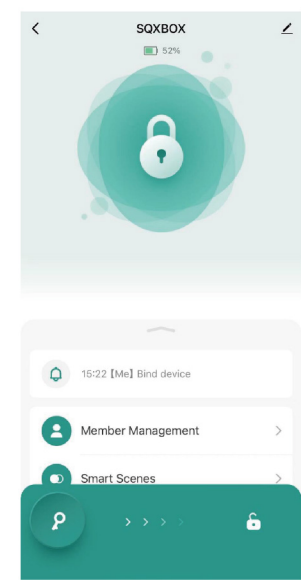 SQXBOX
52%
15:22【Me】Bind device
Member Management
Smart Scenes